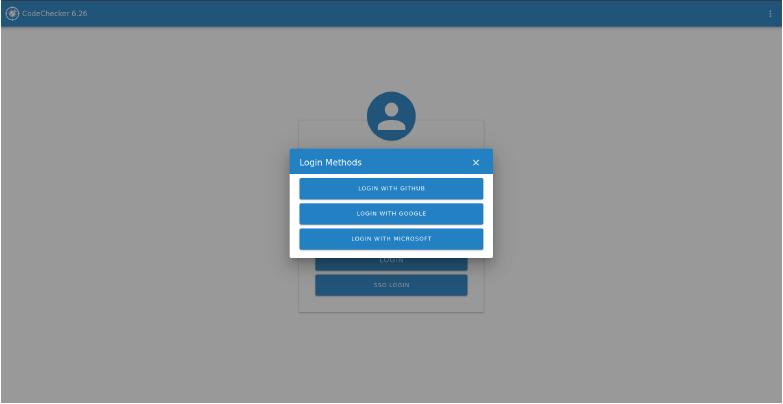 CodeChecker 6.26
Login Methods
LOGIN WITH GITHUB
LOGIN WITH GOOGLE
LOGIN WITH MICROSOFT
LOGIN
SSO LOGIN